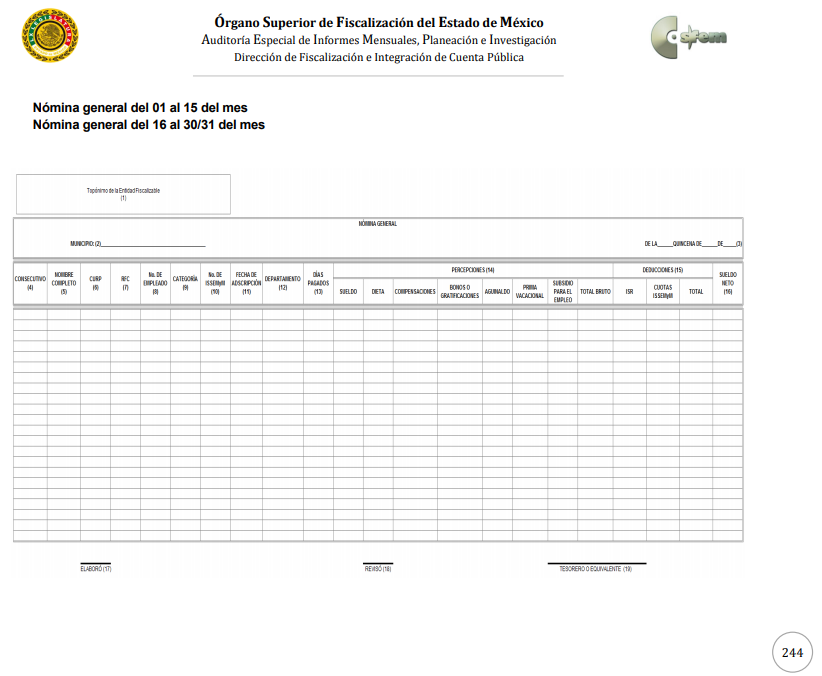 Órgano Superior de Fiscalización del Estado de México
Auditoría Especial de Informes Mensuales, Planeación e Investigación
Dirección de Fiscalización e Integración de Cuenta Pública
sfem
Nómina general del 01 al 15 del mes
Nómina general del 16 al 30/31 del mes
Topónimo de la Entidad Fiscalizable
(1)
NÓMINA GENERAL
MUNICIPIO: (2)____________________ DE LA_____QUINCENA DE_____DE_____(3)
PERCEPCIONES (14) DEDUCCIONES (15)
CONSECUTIVO
(4)
NOMBRE
COMPLETO
(5)
CURP
(6)
RFC
(7)
No. DE
EMPLEADO
(8)
CATEGORÍA
(9)
No. DE
ISSEMyM
(10)
FECHA DE
ADSCRIPCIÓN
(11)
DEPARTAMENTO
(12)
DÍAS
PAGADOS
(13)
SUELDO
DIETA
COMPENSACIONES
BONOS O
GRATIFICACIONES
AGUINALDO
PRIMA
VACACIONAL
SUBSIDIO
PARA EL
EMPLEO
TOTAL BRUTO
ISR
CUOTAS
ISSEMyM
TOTAL
SUELDO
NETO
(16)
ELABORÓ (17) REVISÓ (18) TESORERO O EQUIVALENTE (19)
244